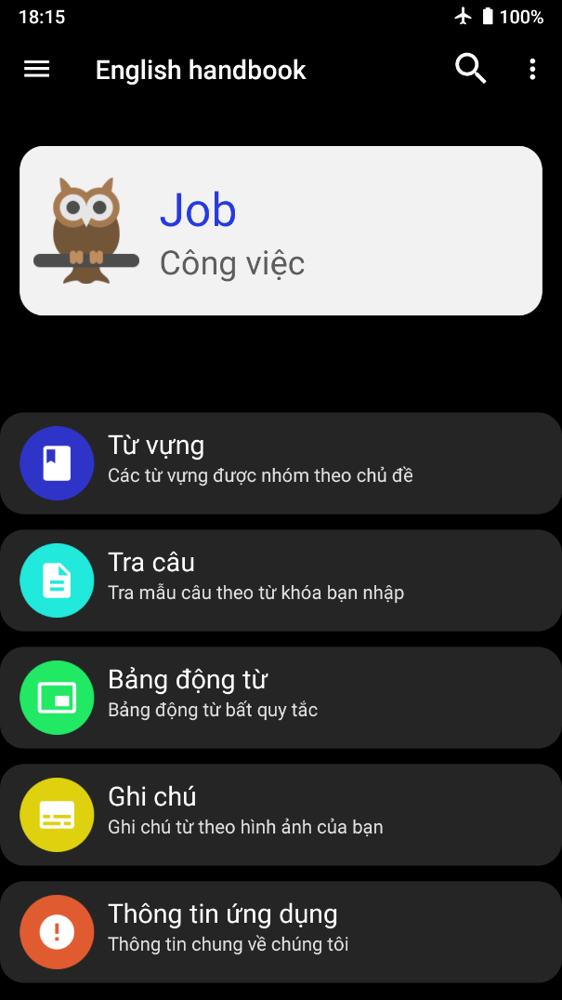 18:15
100%
English handbook
Job
Công việc
Từ vựng
Các từ vựng được nhóm theo chủ đề
Tra câu
Tra mẫu câu theo từ khóa bạn nhập
Bảng động từ
Bảng động từ bất quy tắc
Ghi chú
Ghi chú từ theo hình ảnh của bạn
Thông tin ứng dụng
Thông tin chung về chúng tôi